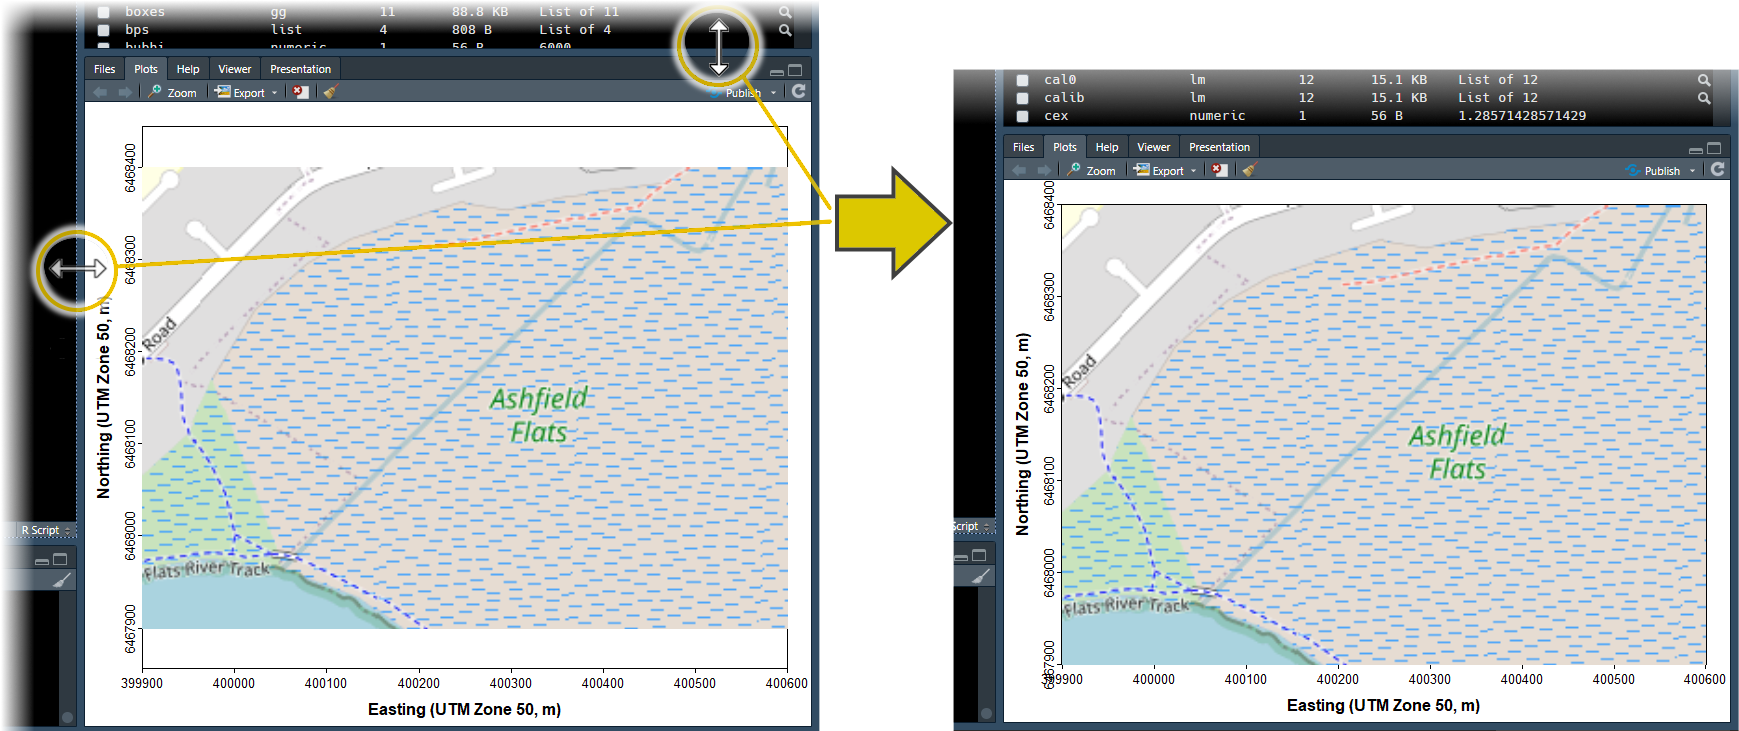 boxes gg 11 88.8 KB List of 11
bps list 4 808 B List of 4
bubbi numeric 1 56 B 6000
Files Plots Help Viewer Presentation
Zoom Export Publish
6468400
6468300
6468200
6468100
6468000
6467900
Northing (UTM Zone 50, m)
Road
Ashfield
Flats
Flats River Track
R Script
399900 400000 400100 400200 400300 400400 400500 400600
Easting (UTM Zone 50, m)
cal0 lm 12 15.1 KB List of 12
calib lm 12 15.1 KB List of 12
cex numeric 1 56 B 1.28571428571429
Files Plots Help Viewer Presentation
Zoom Export Publish
6468400
6468300
6468200
6468100
6468000
6467900
Northing (UTM Zone 50, m)
Road
Ashfield
Flats
Flats River Track
Script
399900 400000 400100 400200 400300 400400 400500 400600
Easting (UTM Zone 50, m)